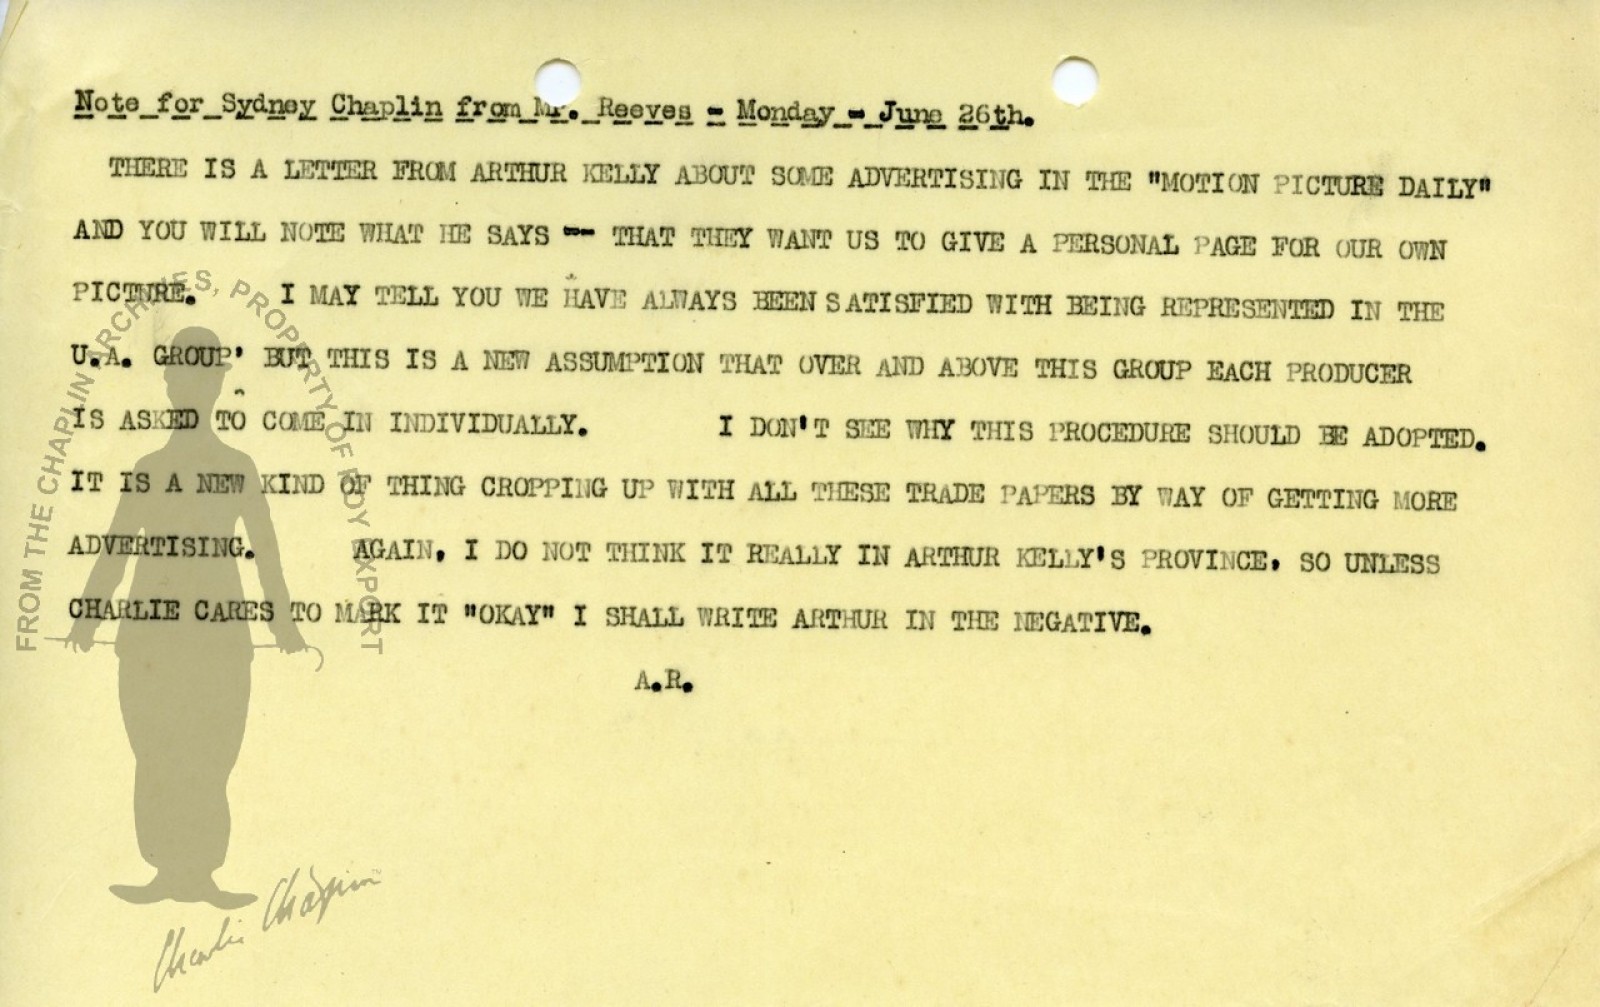 Note for Sydney Chaplin from Mr. Reeves - Monday - June 26th.
THERE IS A LETTER FROM ARTHUR KELLY ABOUT SOME ADVERTISING IN THE "MOTION PICTURE DAILY"
AND YOU WILL NOTE WHAT HE SAYS -- THAT THEY WANT US TO GIVE A PERSONAL PAGE FOR OUR OWN
PICTURE. I MAY TELL YOU WE HAVE ALWAYS BEEN SATISFIED WITH BEING REPRESENTED IN THE
U.A. GROUP' BUT THIS IS A NEW ASSUMPTION THAT OVER AND ABOVE THIS GROUP EACH PRODUCER
IS ASKED TO COME IN INDIVIDUALLY. I DON'T SEE WHY THIS PROCEDURE SHOULD BE ADOPTED.
IT IS A NEW KIND OF THING CROPPING UP WITH ALL THESE TRADE PAPERS BY WAY OF GETTING MORE
ADVERTISING. AGAIN, I DO NOT THINK IT REALLY IN ARTHUR KELLY'S PROVINCE, SO UNLESS
CHARLIE CARES TO MARK IT "OKAY" I SHALL WRITE ARTHUR IN THE NEGATIVE.
A.R.
FROM THE CHAPLIN ARCHIVES, PROPERTY OF ROY EXPORT
Charlie Chaplin™